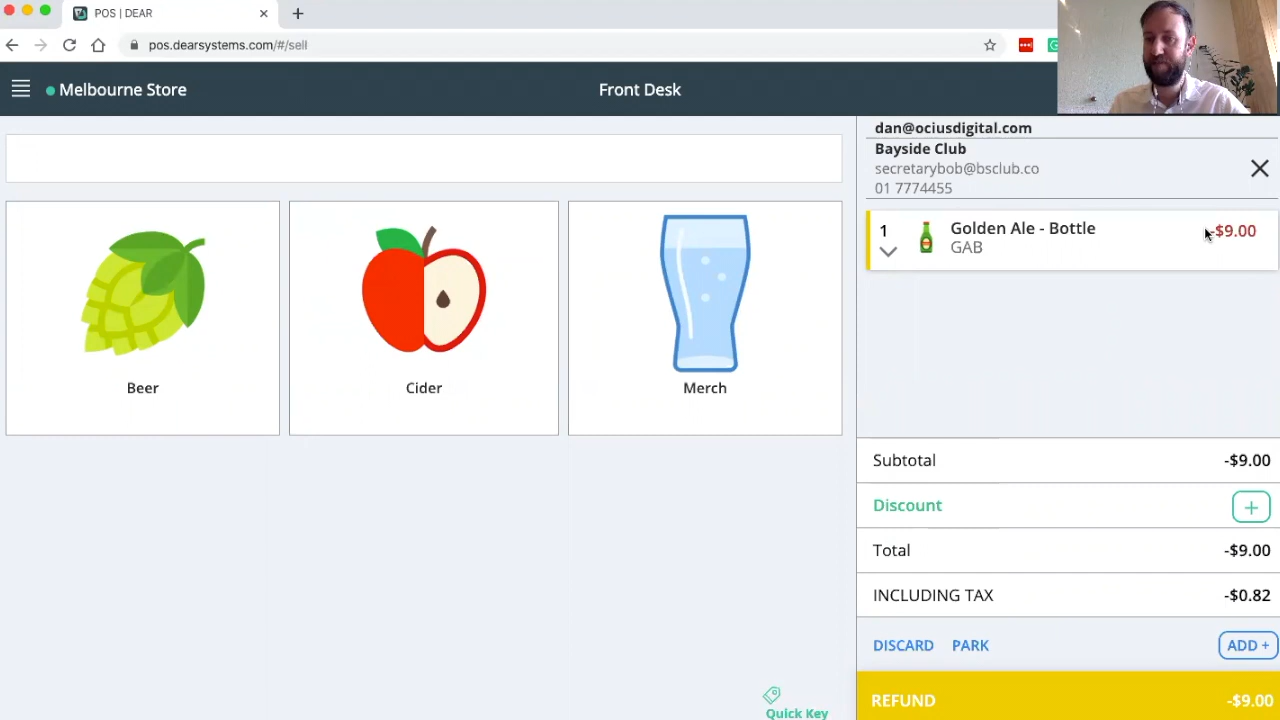 POS | DEAR
pos.dearsystems.com/#/sell
Melbourne Store
Front Desk
dan@ociusdigital.com
Bayside Club
secretarybob@bsclub.co
01 7774455
1
Golden Ale - Bottle
-$9.00
GAB
Beer
Cider
Merch
Subtotal
-$9.00
Discount
Total
-$9.00
INCLUDING TAX
-$0.82
DISCARD
PARK
ADD +
Quick Key
REFUND
-$9.00